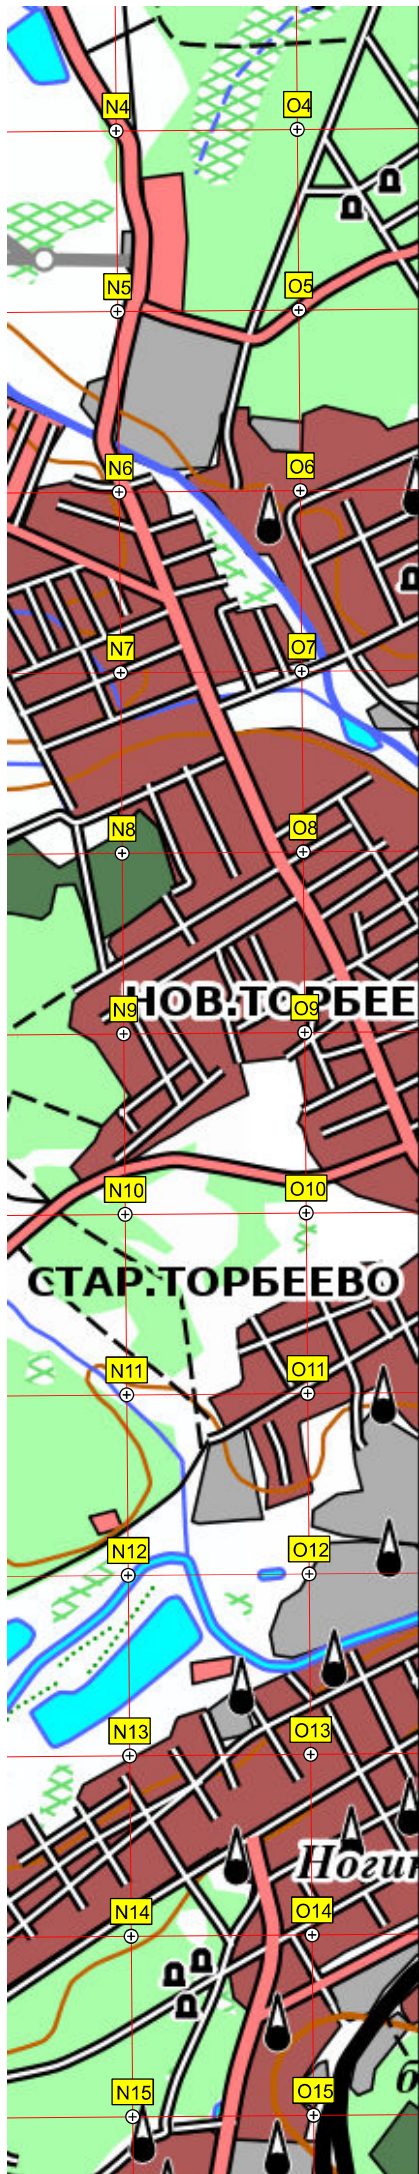 N4 O4
N5 O5
N6 O6
N7 O7
N8 O8
НОВ.ТОРБЕЕ
N9 O9
N10 O10
СТАР.ТОРБЕЕВО
N11 O11
N12 O12
N13 O13
Ногин
N14 O14
б
N15 O15